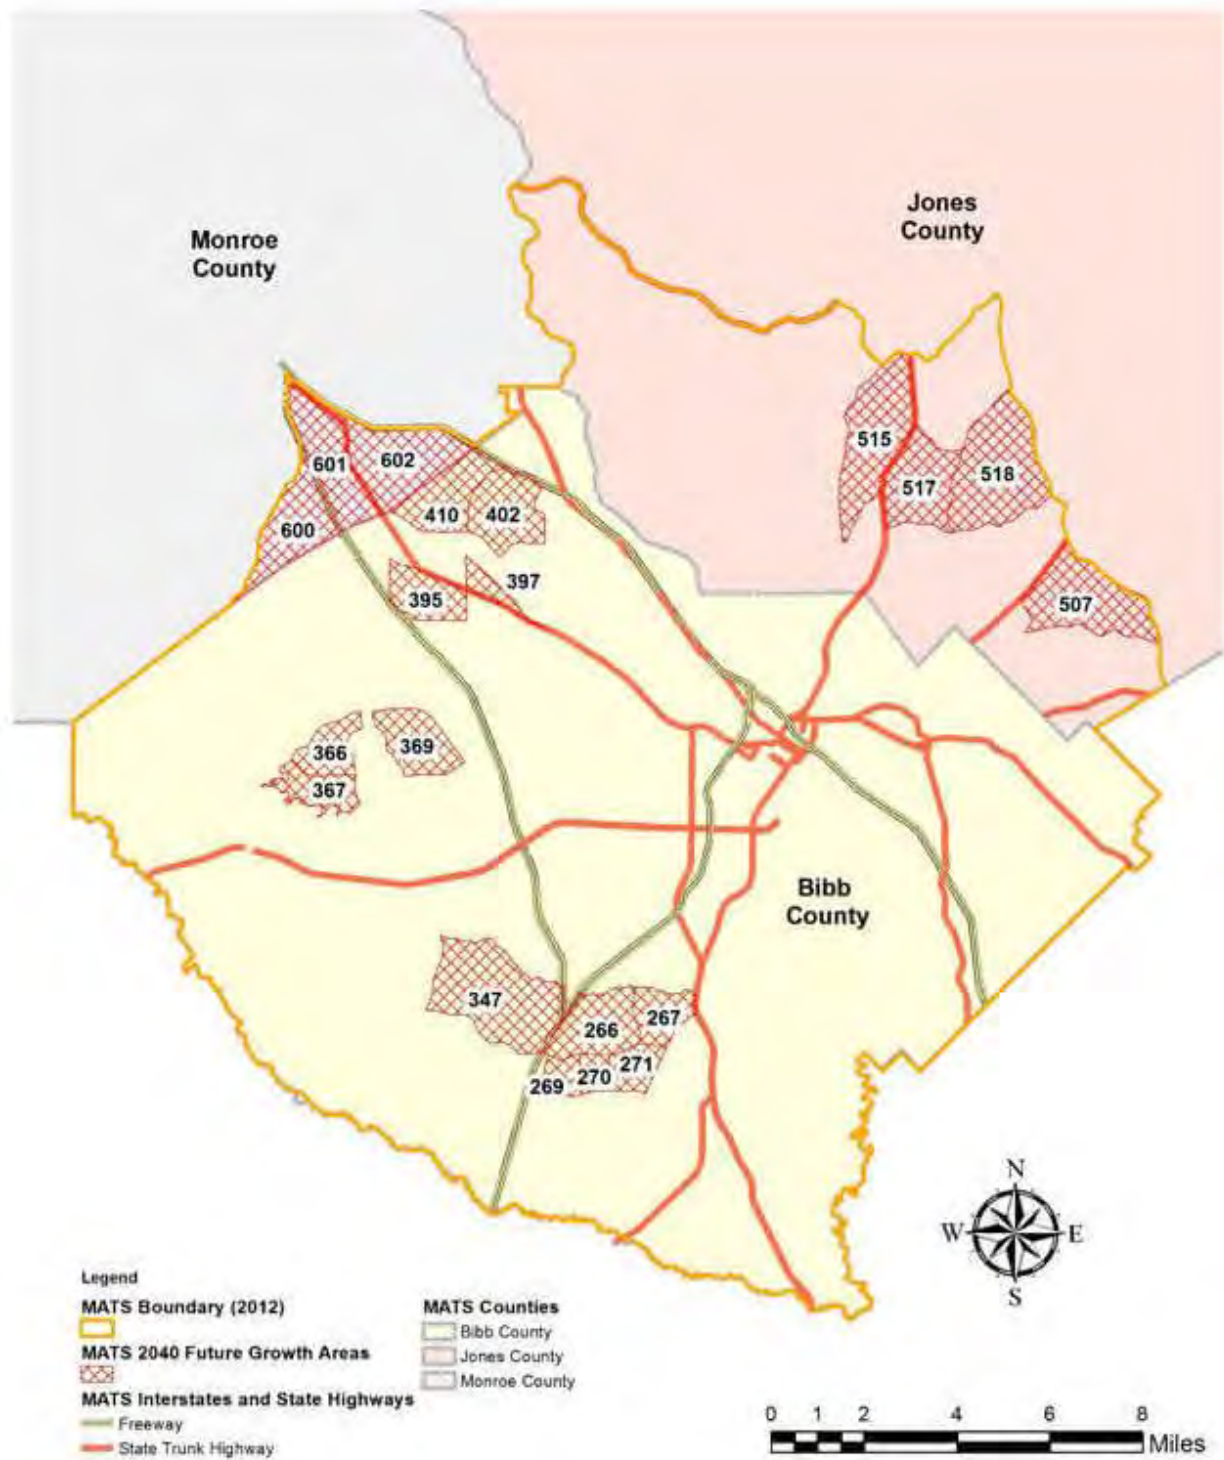 Jones
County
Monroe
County
515
601
602
518
517
410
402
600
397
395
507
366
369
367
Bibb
County
347
266
267
271
270
269
N
W
E
S
Legend
MATS Boundary (2012)
MATS 2040 Future Growth Areas
MATS Interstates and State Highways
Freeway
State Trunk Highway
MATS Counties
Bibb County
Jones County
Monroe County
0 1 2 4 6 8
Miles